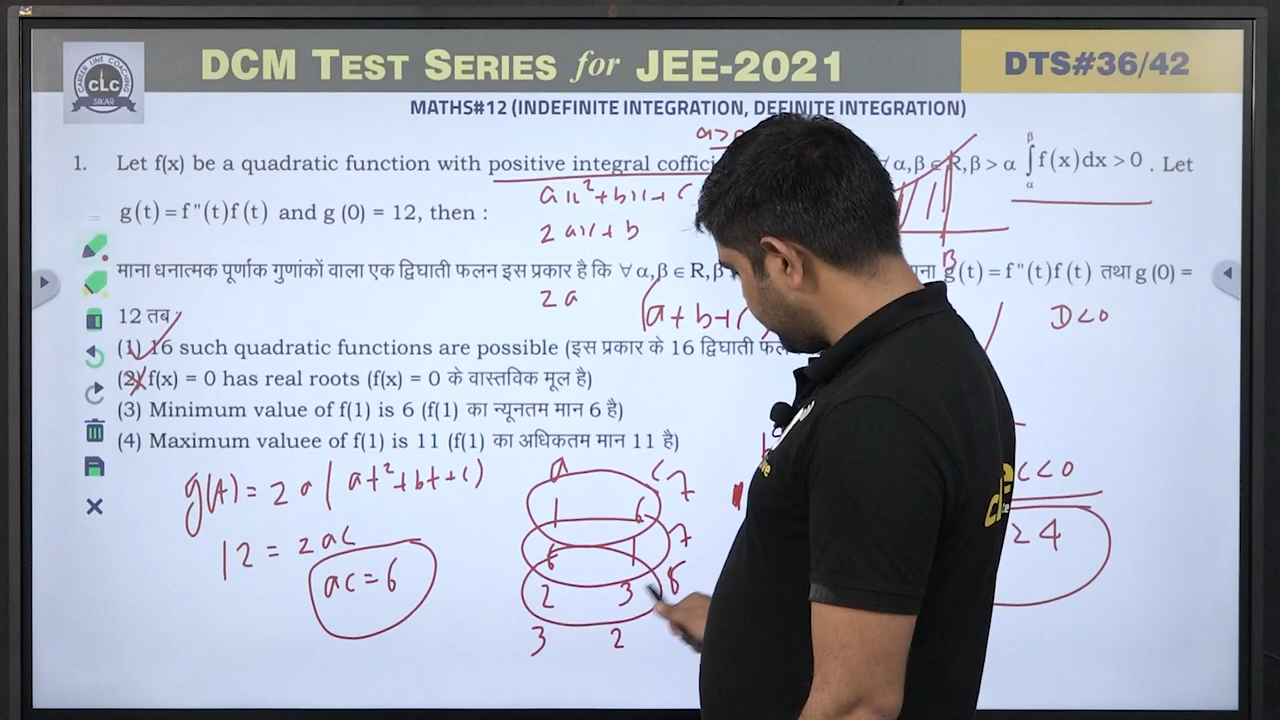 CAREER LINE COACHING
CLC
SIKAR
DCM TEST SERIES for JEE-2021
DTS#36/42
MATHS#12 (INDEFINITE INTEGRATION, DEFINITE INTEGRATION)
a>
1. Let f(x) be a quadratic function with positive integral coffici ∀α,β∈R,β>α ∫αβ f(x)dx>0. Let
ax²+bx+c
g(t)=f"(t)f(t) and g (0) = 12, then :
2ax+b
B
माना धनात्मक पूर्णाक गुणांकों वाला एक द्विघाती फलन इस प्रकार है कि ∀α,β∈R,β g(t)=f"(t)f(t) तथा g(0) =
2a
(a+b+c
D<0
12 तब :
(1) 16 such quadratic functions are possible (इस प्रकार के 16 द्विघाती फल
(2) f(x) = 0 has real roots (f(x) = 0 के वास्तविक मूल है)
(3) Minimum value of f(1) is 6 (f(1) का न्यूनतम मान 6 है)
(4) Maximum valuee of f(1) is 11 (f(1) का अधिकतम मान 11 है)
g(t)=2a(at²+bt+c)
a c 7
c<0
1 6
12=2ac
6 1 7
24
ac=6
2 3
3 2